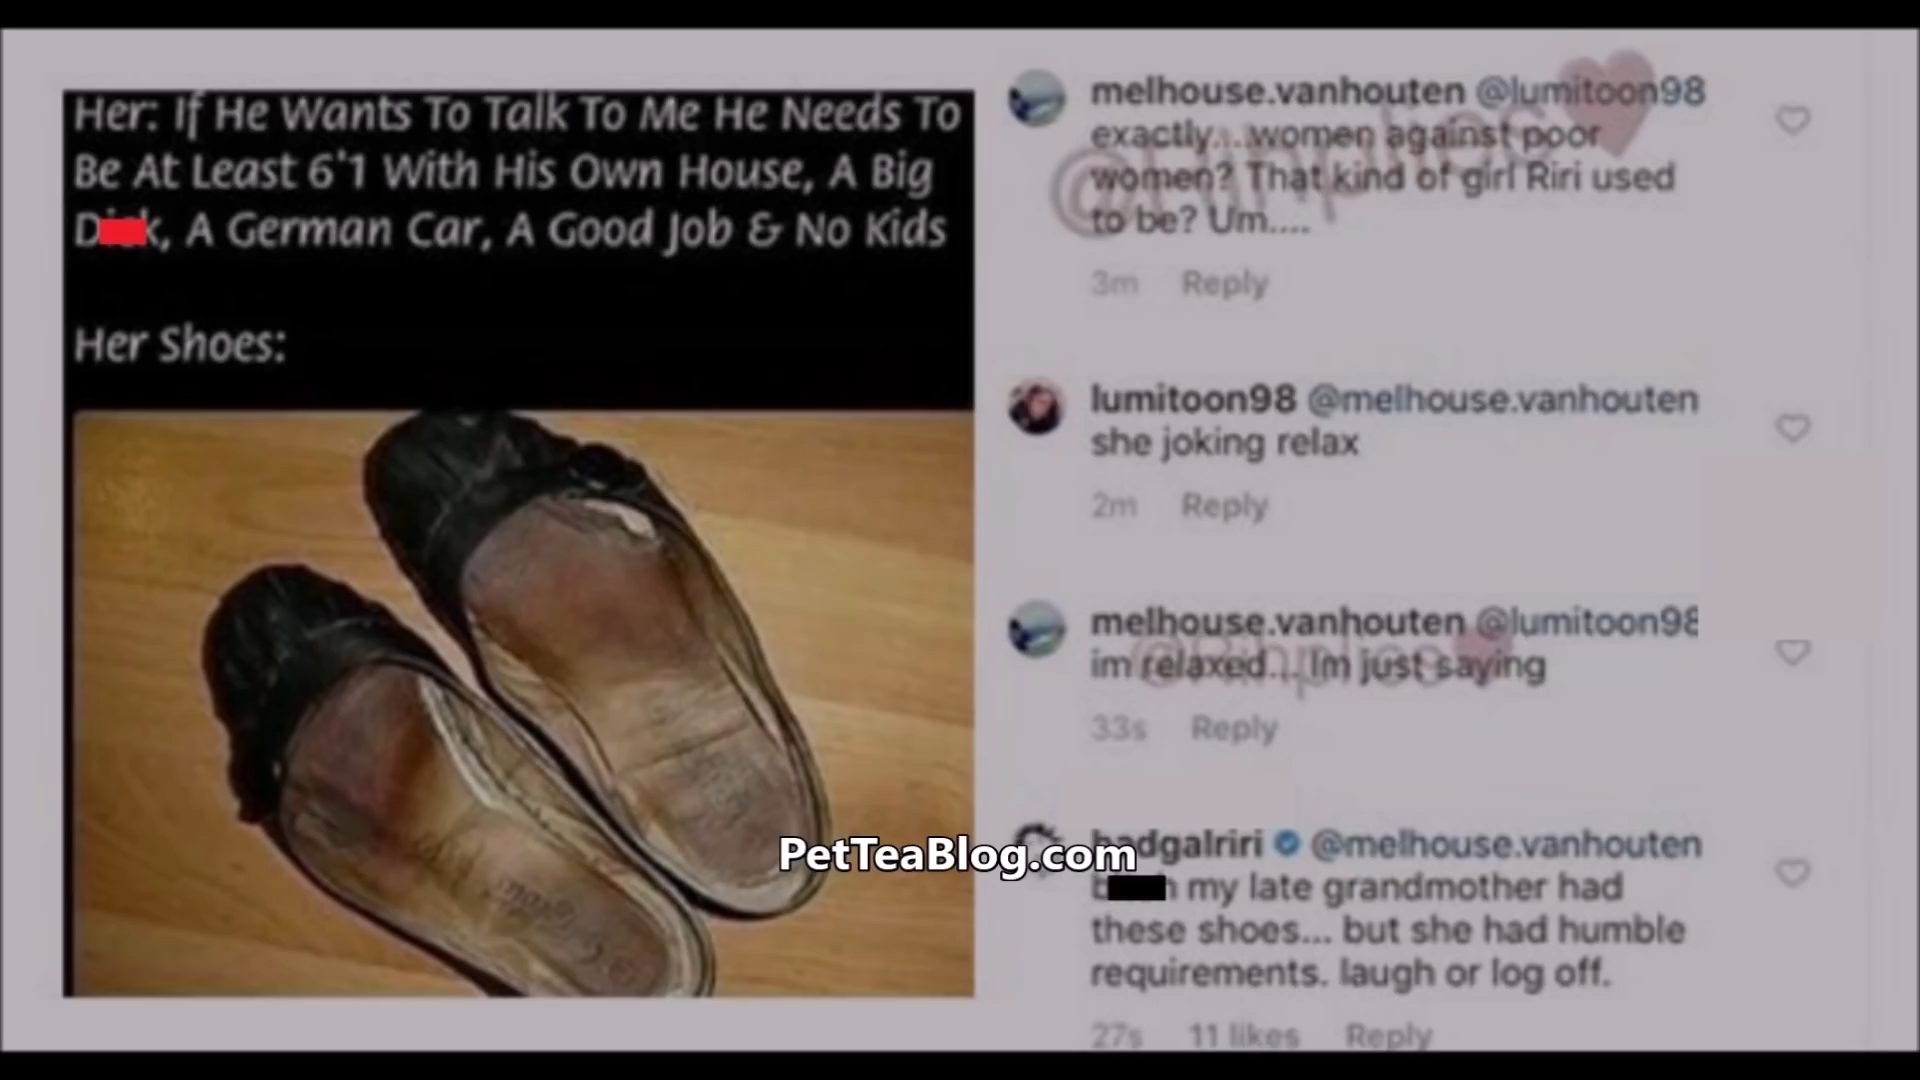 Her: If He Wants To Talk To Me He Needs To
Be At Least 6'1 With His Own House, A Big
D k, A German Car, A Good Job & No Kids
Her Shoes:
melhouse.vanhouten @lumitoon98
exactly....women against poor
women? That kind of girl Riri used
to be? Um....
3m Reply
lumitoon98 @melhouse.vanhouten
she joking relax
2m Reply
melhouse.vanhouten @lumitoon98
im relaxed... Im just saying
33s Reply
badgalriri @melhouse.vanhouten
b h my late grandmother had
these shoes... but she had humble
requirements. laugh or log off.
27s 11 likes Reply
PetTeaBlog.com